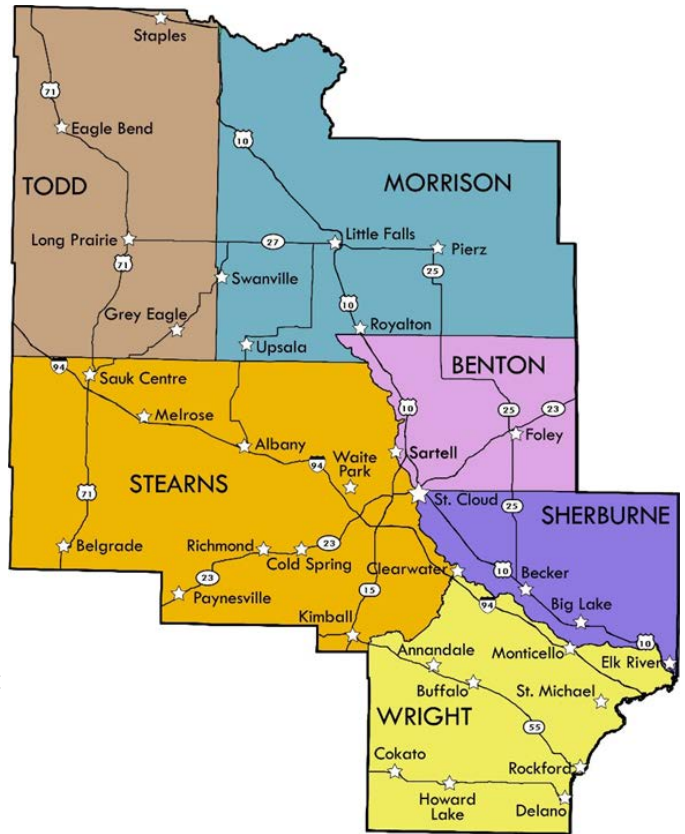 Staples
71
Eagle Bend
10
TODD
MORRISON
Long Prairie
27
Little Falls
Pierz
71
25
Swanville
10
Grey Eagle
Royalton
Upsala
BENTON
94
Sauk Centre
10
25
23
Melrose
Foley
Albany
Sartell
Waite
Park
94
STEARNS
71
St. Cloud
25
SHERBURNE
Belgrade
Richmond
23
Cold Spring
Clearwater
10
Becker
23
15
Paynesville
94
Big Lake
Kimball
10
Annandale
Monticello
Elk River
Buffalo
St. Michael
WRIGHT
55
Cokato
Rockford
Howard
Lake
Delano